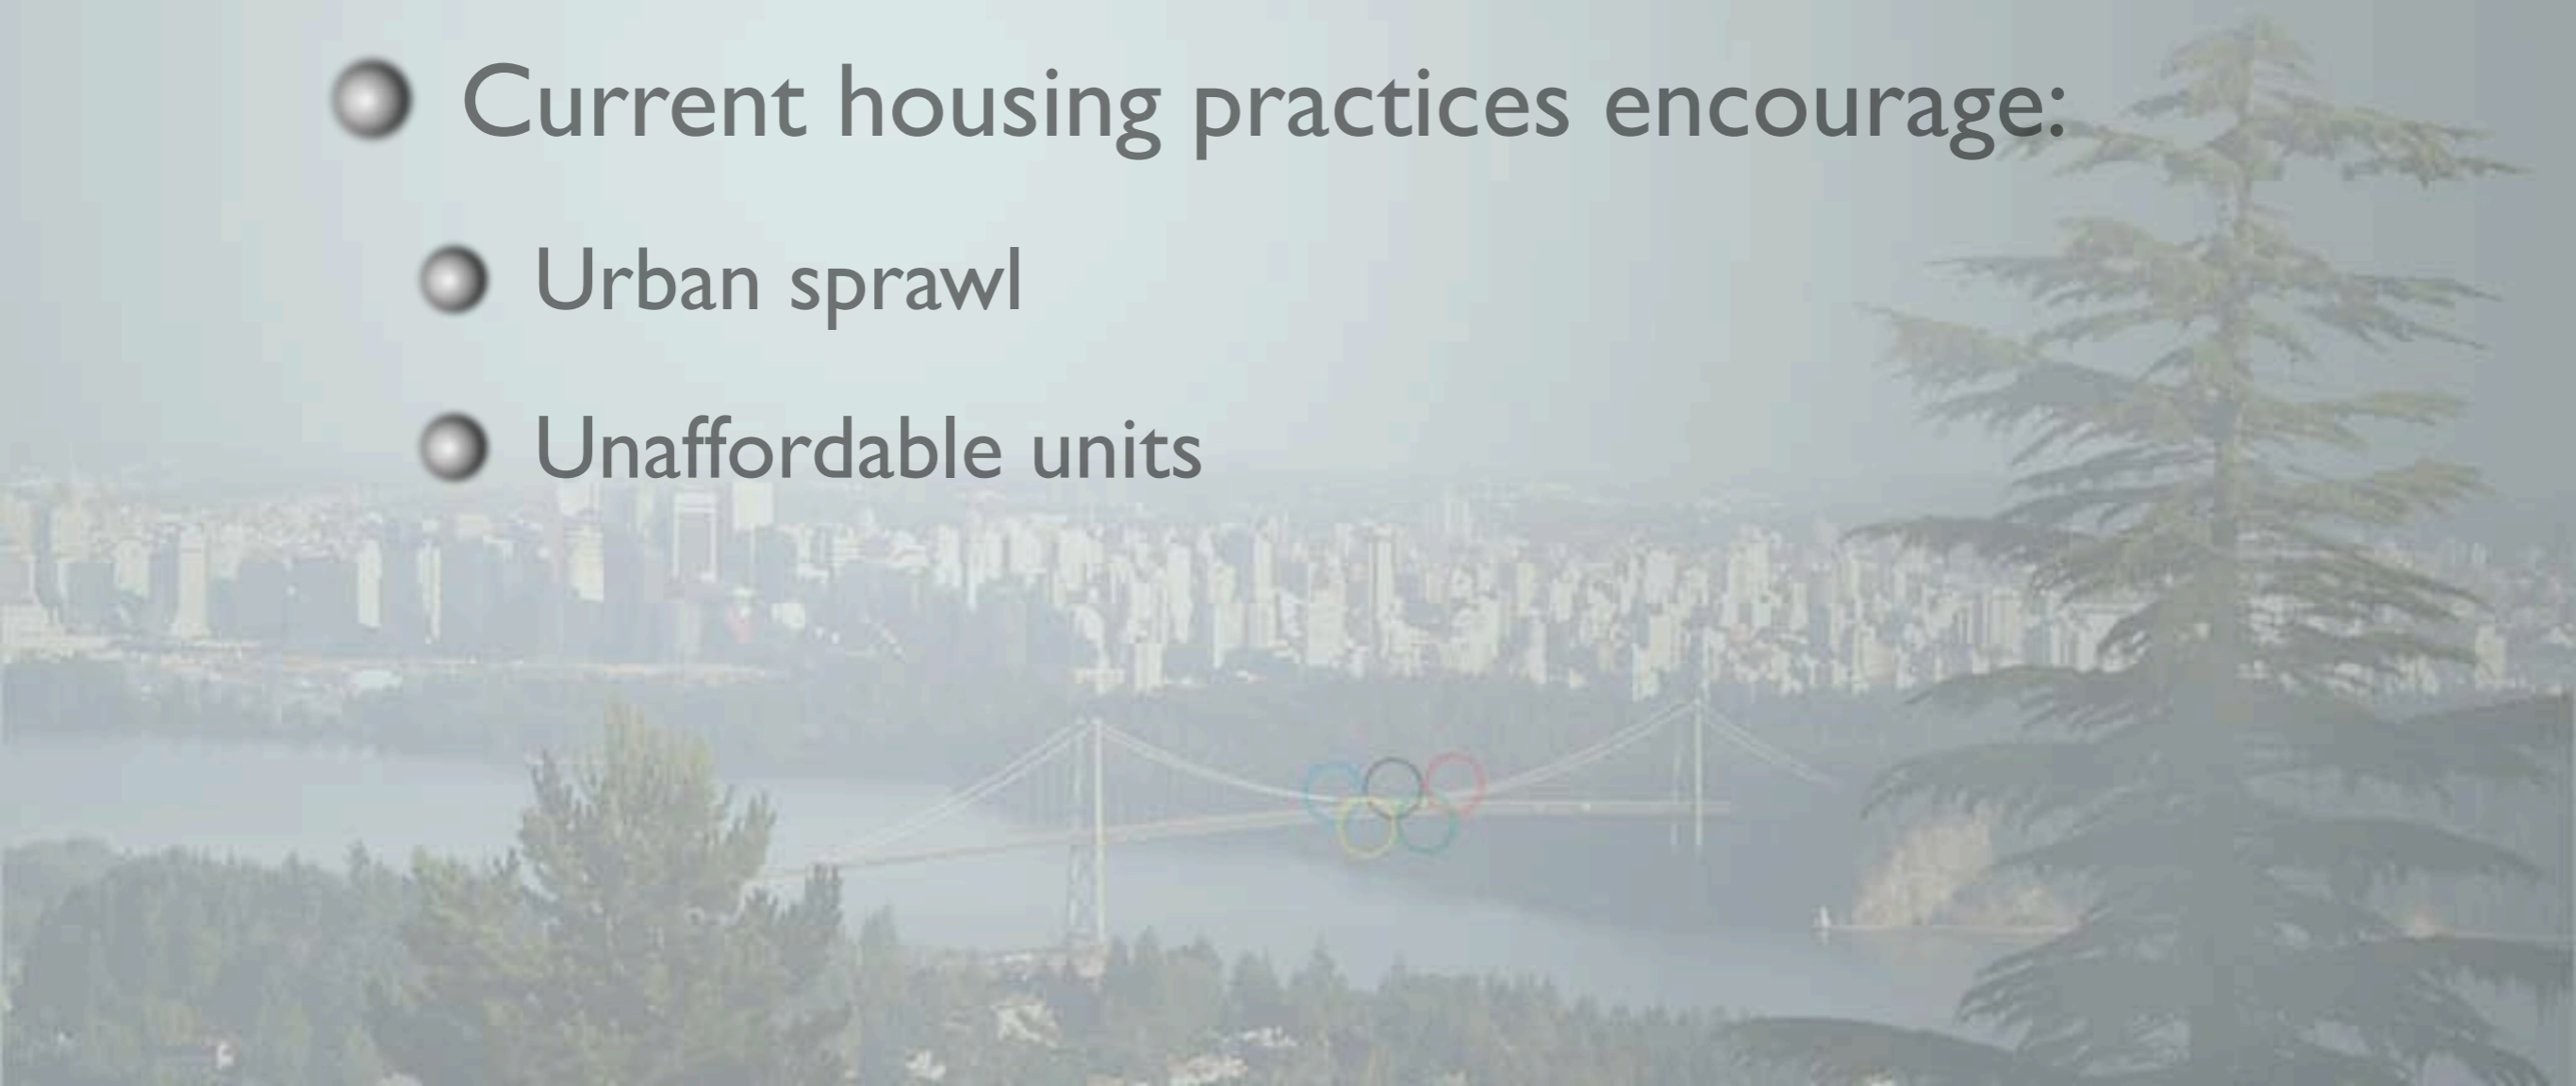 Current housing practices encourage:
Urban sprawl
Unaffordable units